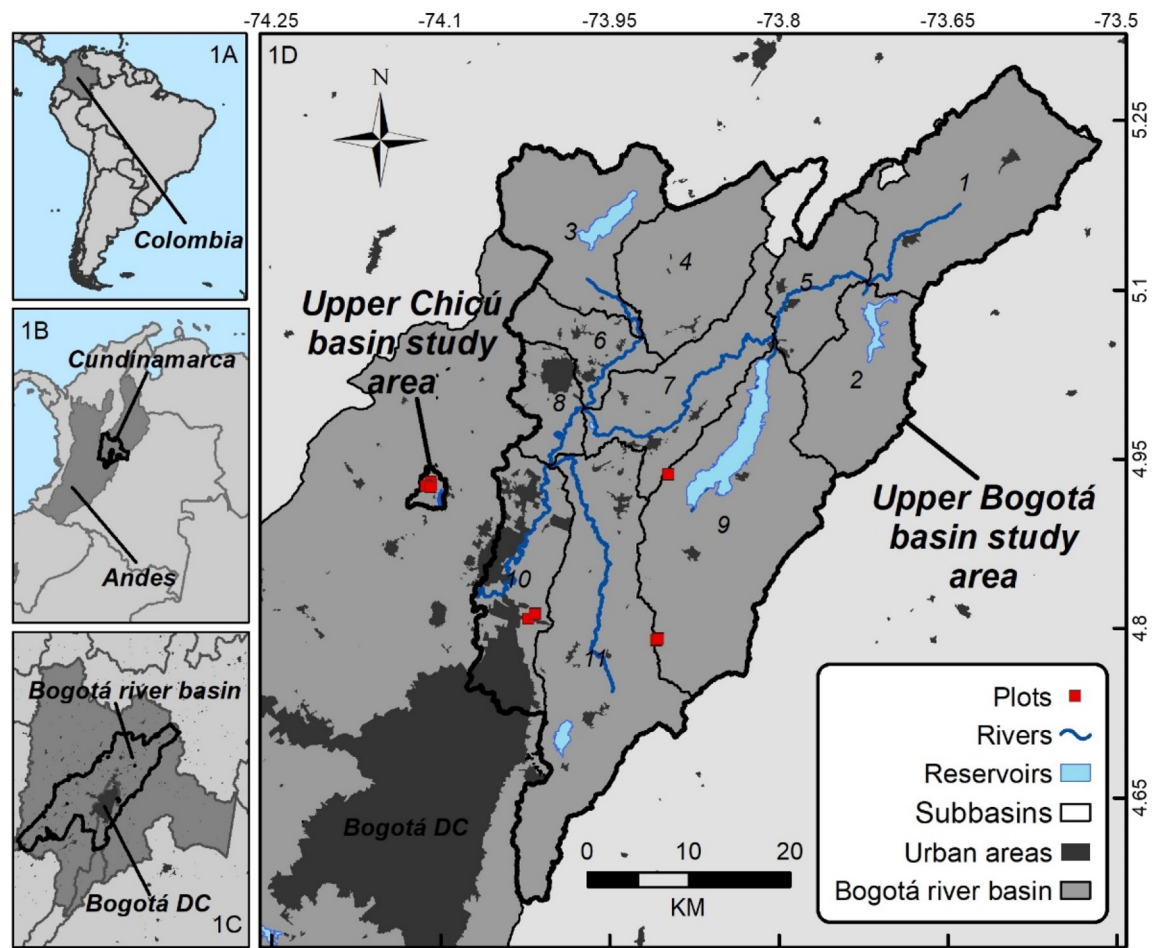 -74.25
-74.1
-73.95
-73.8
-73.65
-73.5
1A
Colombia
1B
Cundinamarca
Andes
Bogotá river basin
Bogotá DC
1C
1D
N
1
3
4
5
Upper Chicú
basin study
area
6
2
7
8
Upper Bogotá
basin study
area
9
10
11
Bogotá DC
0
10
20
KM
Plots
Rivers
Reservoirs
Subbasins
Urban areas
Bogotá river basin
5.25
5.1
4.95
4.8
4.65